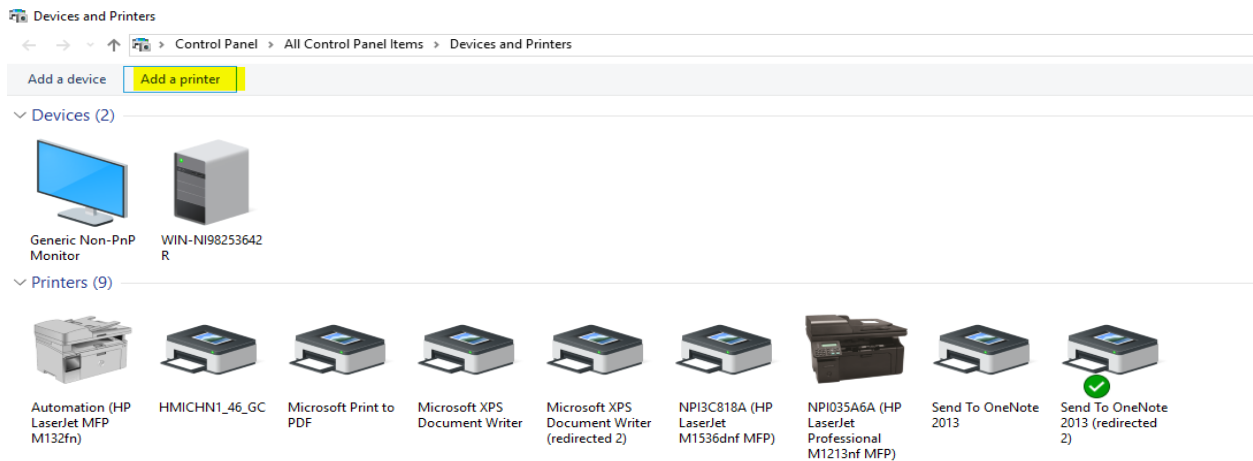 Devices and Printers
Control Panel > All Control Panel Items > Devices and Printers
Add a device Add a printer
Devices (2)
Generic Non-PnP Monitor
WIN-NI98253642R
Printers (9)
Automation (HP LaserJet MFP M132fn)
HMICHN1_46_GC
Microsoft Print to PDF
Microsoft XPS Document Writer
Microsoft XPS Document Writer (redirected 2)
NPI3C818A (HP LaserJet M1536dnf MFP)
NPI035A6A (HP LaserJet Professional M1213nf MFP)
Send To OneNote 2013
Send To OneNote 2013 (redirected 2)